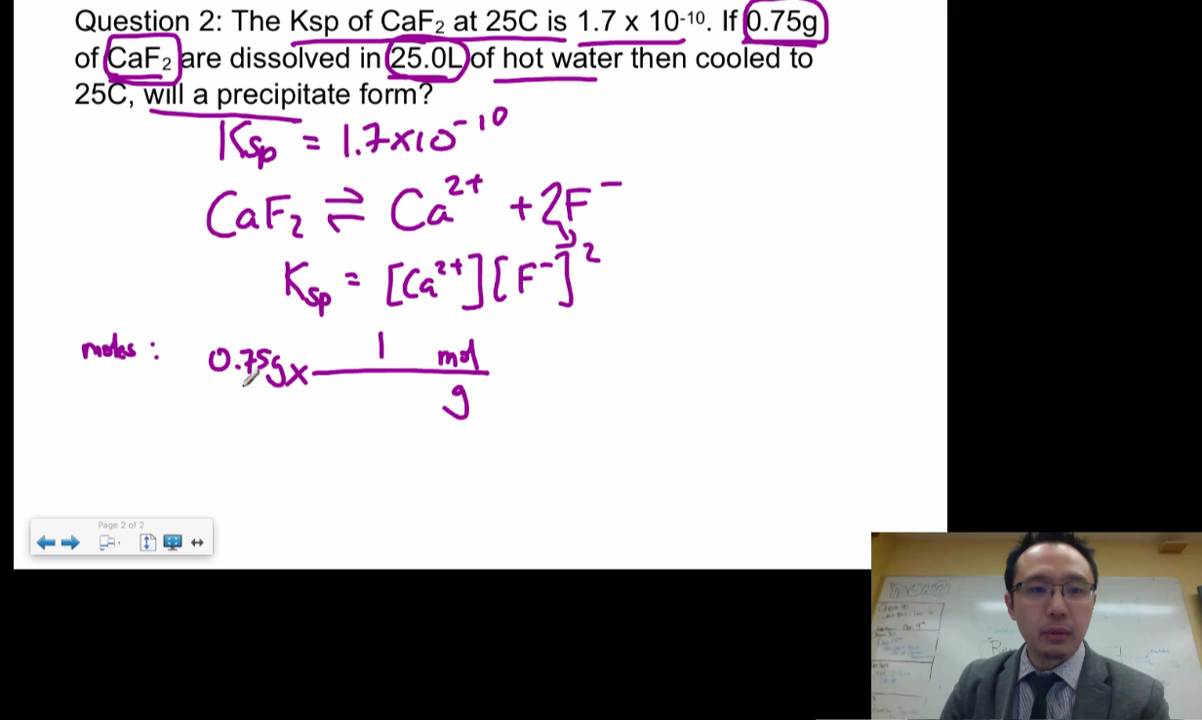 Question 2: The Ksp of CaF₂ at 25C is 1.7 x 10⁻¹⁰. If 0.75g
of CaF₂ are dissolved in 25.0L of hot water then cooled to
25C, will a precipitate form?
Ksp = 1.7×10⁻¹⁰
CaF₂ ⇌ Ca²⁺ + 2F⁻
Ksp = [Ca²⁺][F⁻]²
moles: 0.75g × 1 mol
g
Page 2 of 2